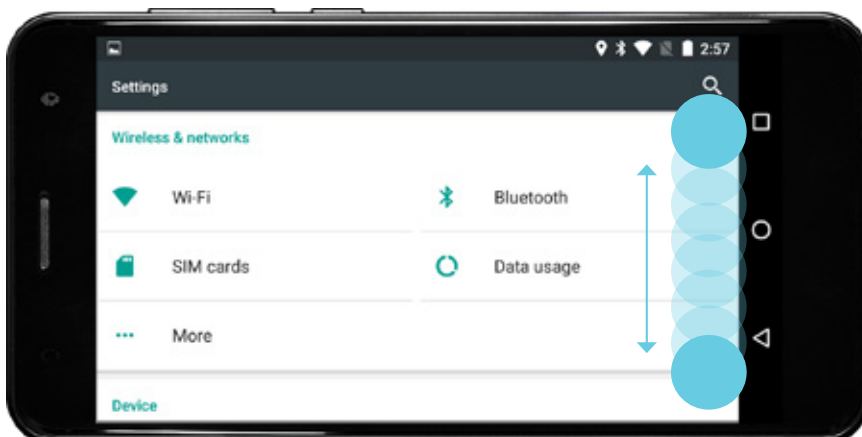 2:57
Settings
Wireless & networks
Wi-Fi Bluetooth
SIM cards Data usage
More
Device